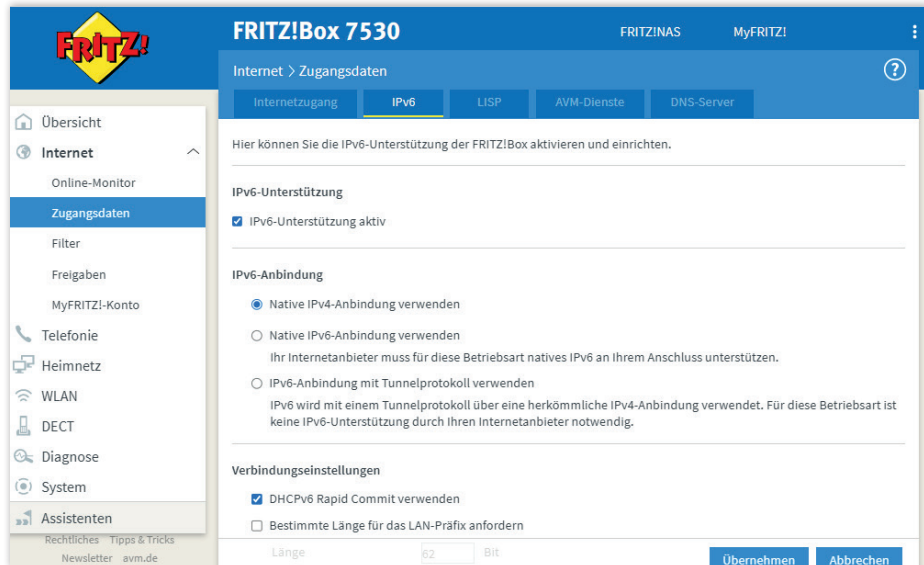 FRITZ!
FRITZ!Box 7530
FRITZ!NAS
MyFRITZ!
Internet > Zugangsdaten
?
Internetzugang
IPv6
LISP
AVM-Dienste
DNS-Server
Übersicht
Internet
Online-Monitor
Zugangsdaten
Filter
Freigaben
MyFRITZ!-Konto
Telefonie
Heimnetz
WLAN
DECT
Diagnose
System
Assistenten
Rechtliches Tipps & Tricks
Newsletter avm.de
Hier können Sie die IPv6-Unterstützung der FRITZ!Box aktivieren und einrichten.
IPv6-Unterstützung
IPv6-Unterstützung aktiv
IPv6-Anbindung
Native IPv4-Anbindung verwenden
Native IPv6-Anbindung verwenden
Ihr Internetanbieter muss für diese Betriebsart natives IPv6 an Ihrem Anschluss unterstützen.
IPv6-Anbindung mit Tunnelprotokoll verwenden
IPv6 wird mit einem Tunnelprotokoll über eine herkömmliche IPv4-Anbindung verwendet. Für diese Betriebsart ist
keine IPv6-Unterstützung durch Ihren Internetanbieter notwendig.
Verbindungseinstellungen
DHCPv6 Rapid Commit verwenden
Bestimmte Länge für das LAN-Präfix anfordern
Länge 62 Bit
Übernehmen
Abbrechen